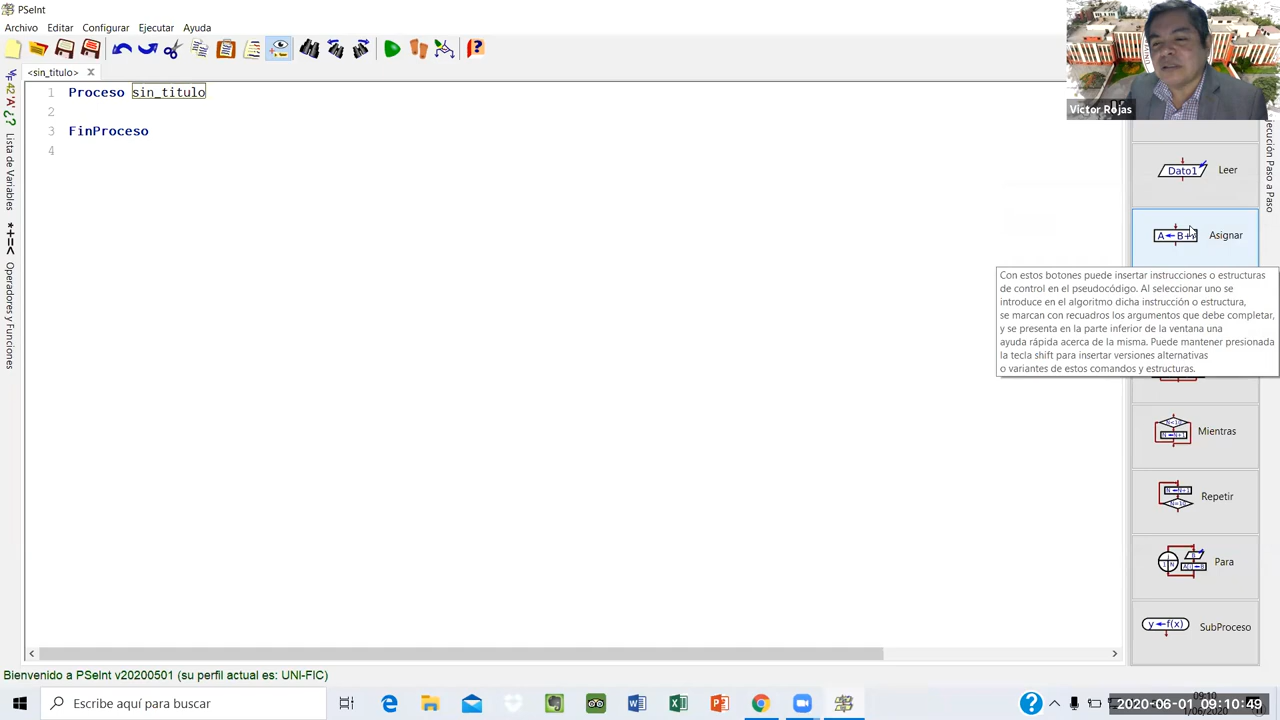 PSeInt
Archivo Editar Configurar Ejecutar Ayuda
<sin_titulo> X
1 Proceso sin_titulo
2
3 FinProceso
4
Lista de Variables
Operadores y Funciones
Victor Rojas
Dato1 Leer
Asignar
Con estos botones puede insertar instrucciones o estructuras
de control en el pseudocódigo. Al seleccionar uno se
introduce en el algoritmo dicha instrucción o estructura,
se marcan con recuadros los argumentos que debe completar,
y se presenta en la parte inferior de la ventana una
ayuda rápida acerca de la misma. Puede mantener presionada
la tecla shift para insertar versiones alternativas
o variantes de estos comandos y estructuras.
Mientras
Repetir
Para
y←f(x) SubProceso
Paso a Paso
Bienvenido a PSeInt v20200501 (su perfil actual es: UNI-FIC)
Escribe aquí para buscar
09:10
2020-06-01 09:10:49